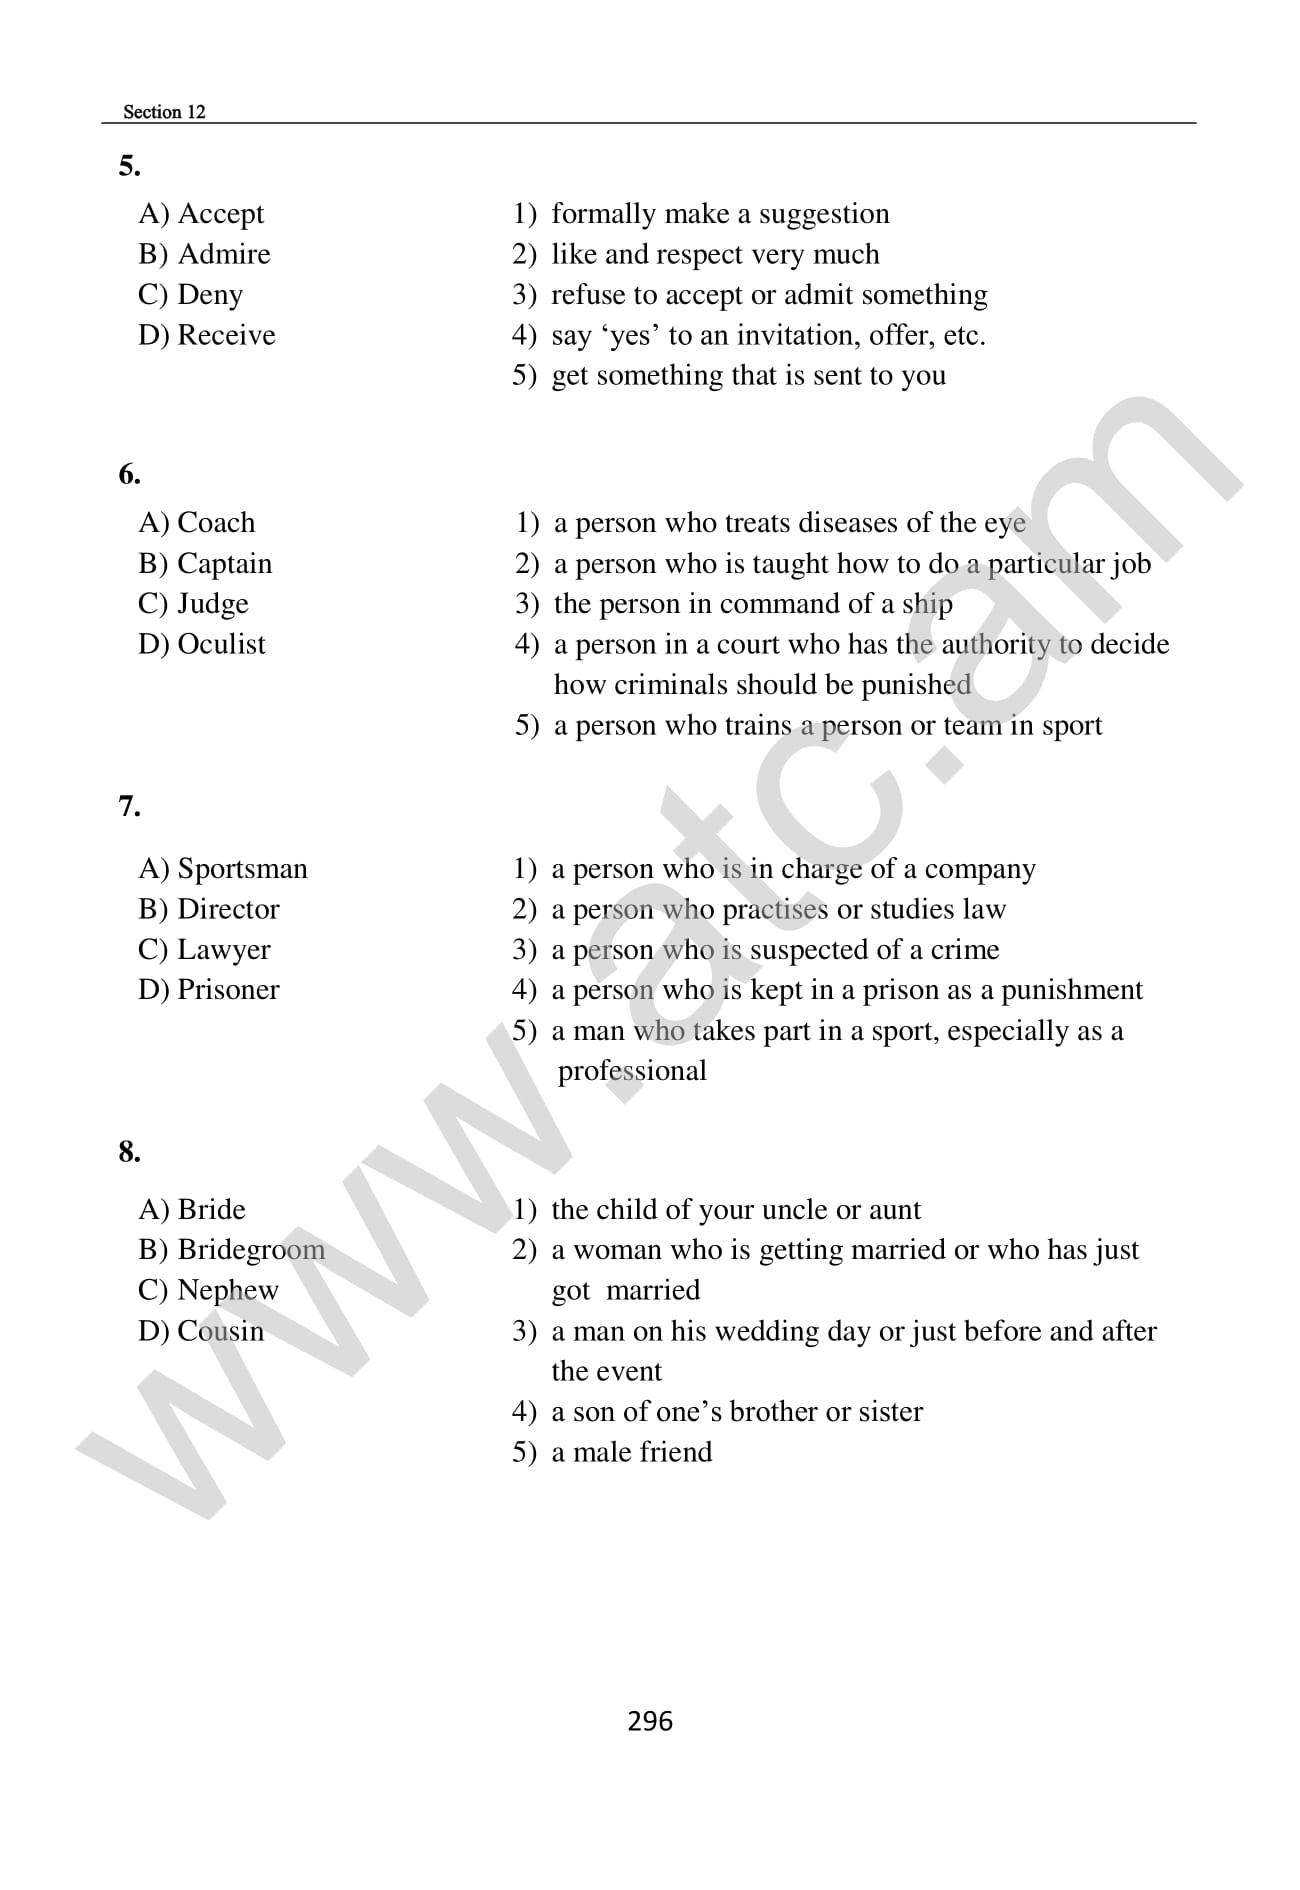 Section 12
5.
A) Accept 1) formally make a suggestion
B) Admire 2) like and respect very much
C) Deny 3) refuse to accept or admit something
D) Receive 4) say ‘yes’ to an invitation, offer, etc.
5) get something that is sent to you
6.
A) Coach 1) a person who treats diseases of the eye
B) Captain 2) a person who is taught how to do a particular job
C) Judge 3) the person in command of a ship
D) Oculist 4) a person in a court who has the authority to decide
how criminals should be punished
5) a person who trains a person or team in sport
7.
A) Sportsman 1) a person who is in charge of a company
B) Director 2) a person who practises or studies law
C) Lawyer 3) a person who is suspected of a crime
D) Prisoner 4) a person who is kept in a prison as a punishment
5) a man who takes part in a sport, especially as a
professional
8.
A) Bride 1) the child of your uncle or aunt
B) Bridegroom 2) a woman who is getting married or who has just
C) Nephew got married
D) Cousin 3) a man on his wedding day or just before and after
the event
4) a son of one’s brother or sister
5) a male friend
296
www.atc.am